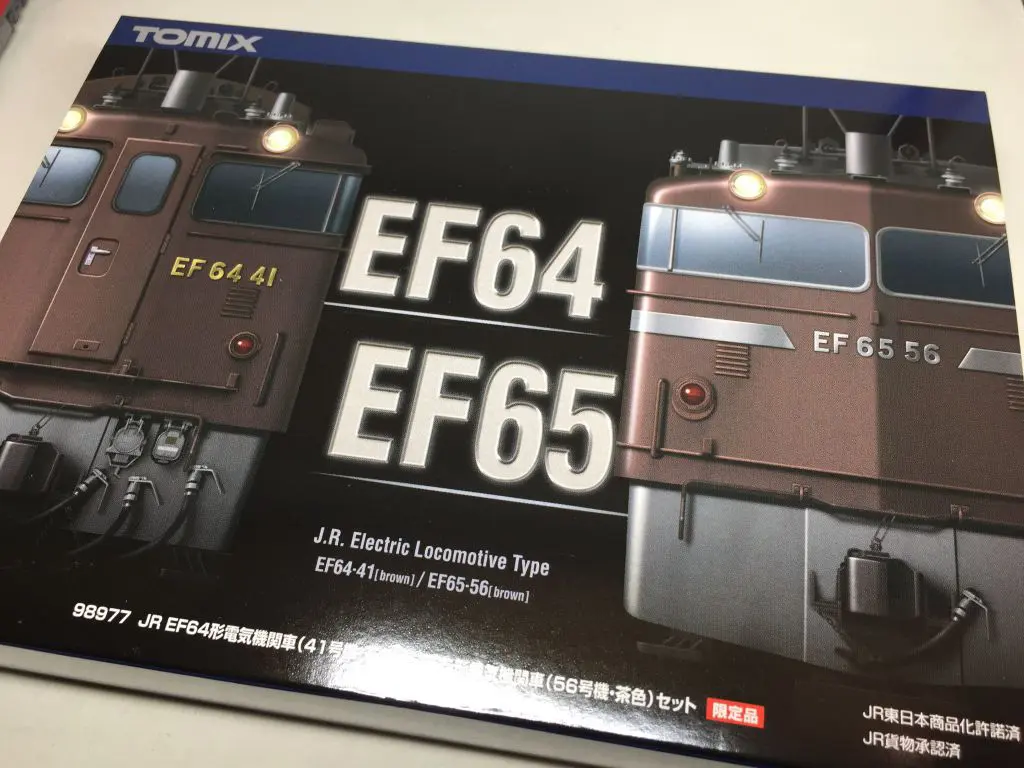 TOMIX
EF64 41
EF64
EF65
EF65 56
J.R. Electric Locomotive Type
EF64-41[brown] / EF65-56[brown]
98977 JR EF64形電気機関車(41号 機関車(56号機・茶色)セット 限定品
JR東日本商品化許諾済
JR貨物承認済